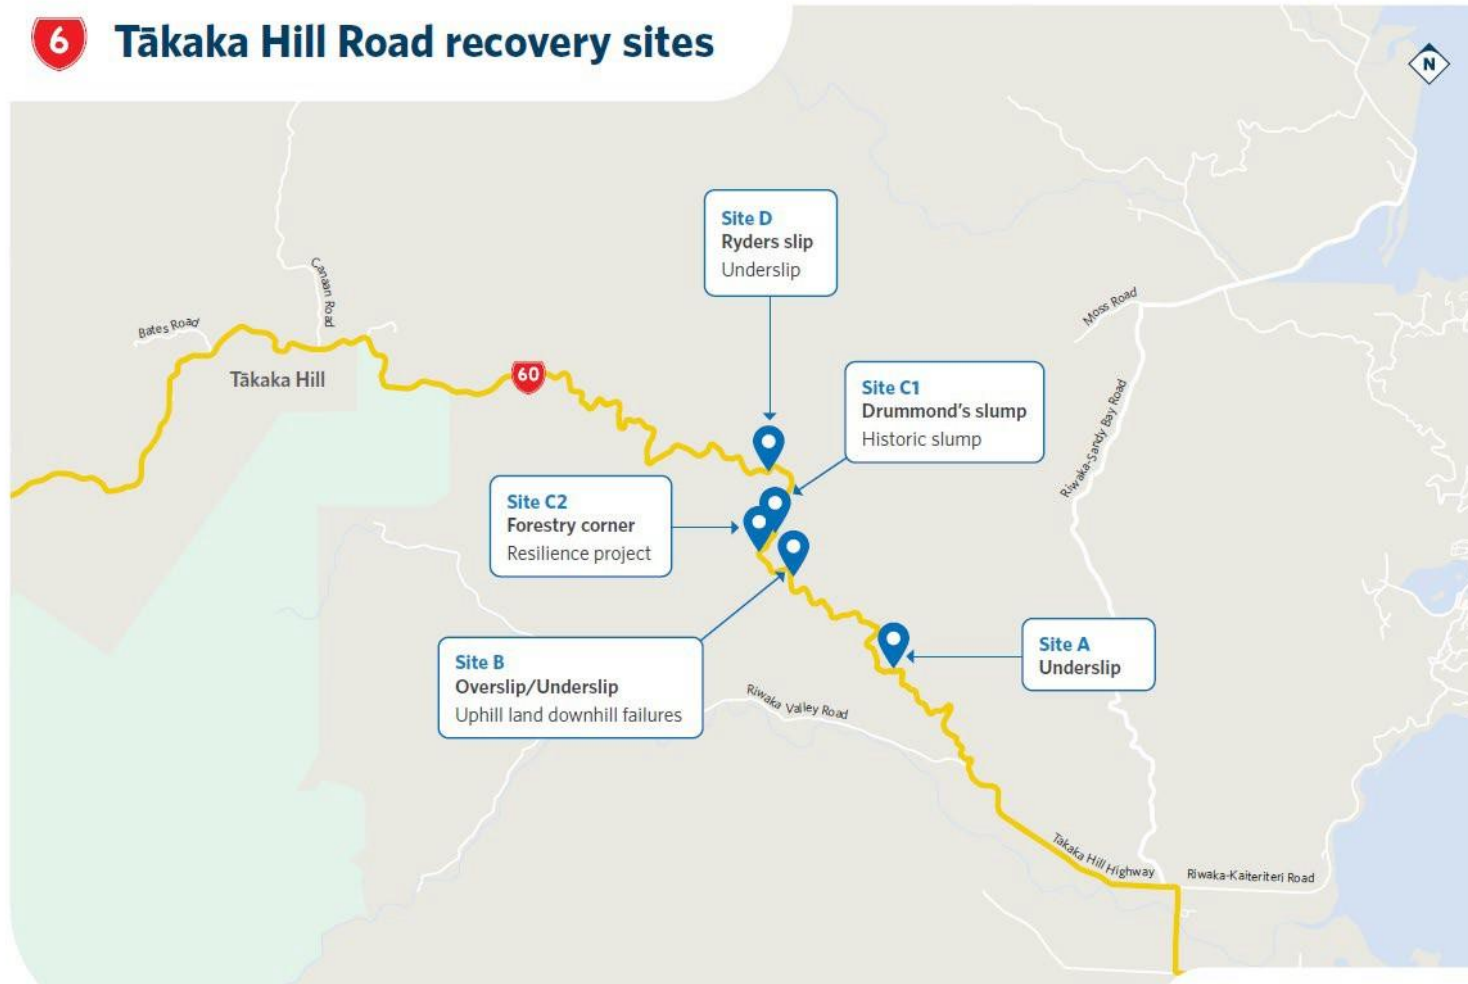 6
Tākaka Hill Road recovery sites
N
Site D
Ryders slip
Underslip
Canaan Road
Bates Road
Moss Road
Tākaka Hill
60
Site C1
Drummond's slump
Historic slump
Riwaka-Sandy Bay Road
Site C2
Forestry corner
Resilience project
Site A
Underslip
Site B
Overslip/Underslip
Uphill land downhill failures
Riwaka Valley Road
Takaka Hill Highway
Riwaka-Kaiteriteri Road